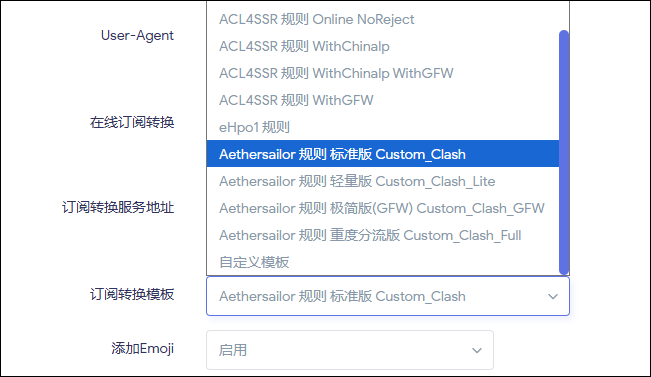 ACL4SSR 规则 Online NoReject
User-Agent
ACL4SSR 规则 WithChinaIp
ACL4SSR 规则 WithChinaIp WithGFW
ACL4SSR 规则 WithGFW
在线订阅转换
eHpo1 规则
Aethersailor 规则 标准版 Custom_Clash
Aethersailor 规则 轻量版 Custom_Clash_Lite
订阅转换服务地址
Aethersailor 规则 极简版(GFW) Custom_Clash_GFW
Aethersailor 规则 重度分流版 Custom_Clash_Full
自定义模板
订阅转换模板
Aethersailor 规则 标准版 Custom_Clash
添加Emoji
启用